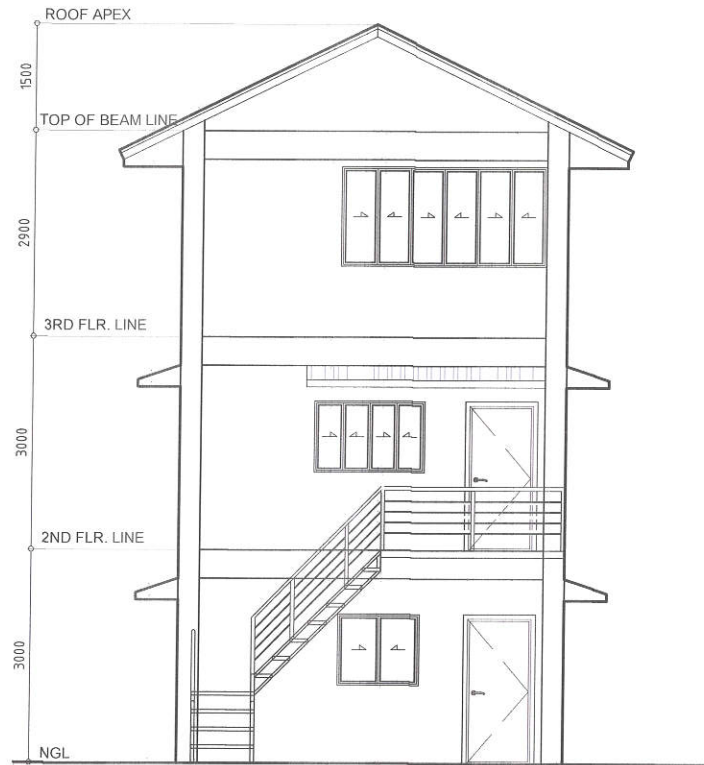 ROOF APEX
1500
TOP OF BEAM LINE
2900
3RD FLR. LINE
3000
2ND FLR. LINE
3000
NGL